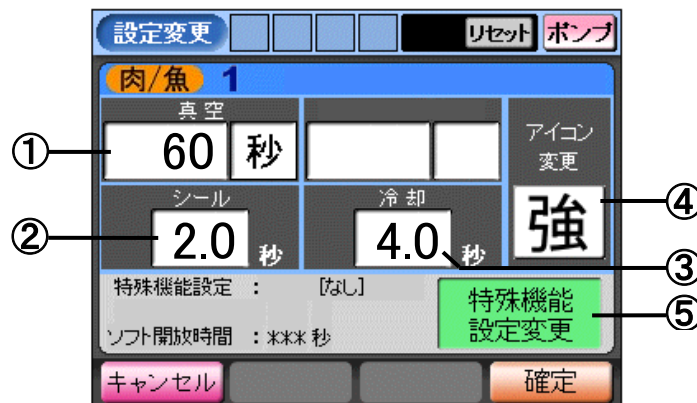 設定変更 リセット ポンプ
肉/魚 1
真空
① 60 秒
アイコン
変更
強 ④
シール
② 2.0 秒
冷却
4.0 秒 ③
特殊機能設定 : [なし]
ソフト開放時間 : *** 秒
特殊機能
設定変更 ⑤
キャンセル 確定